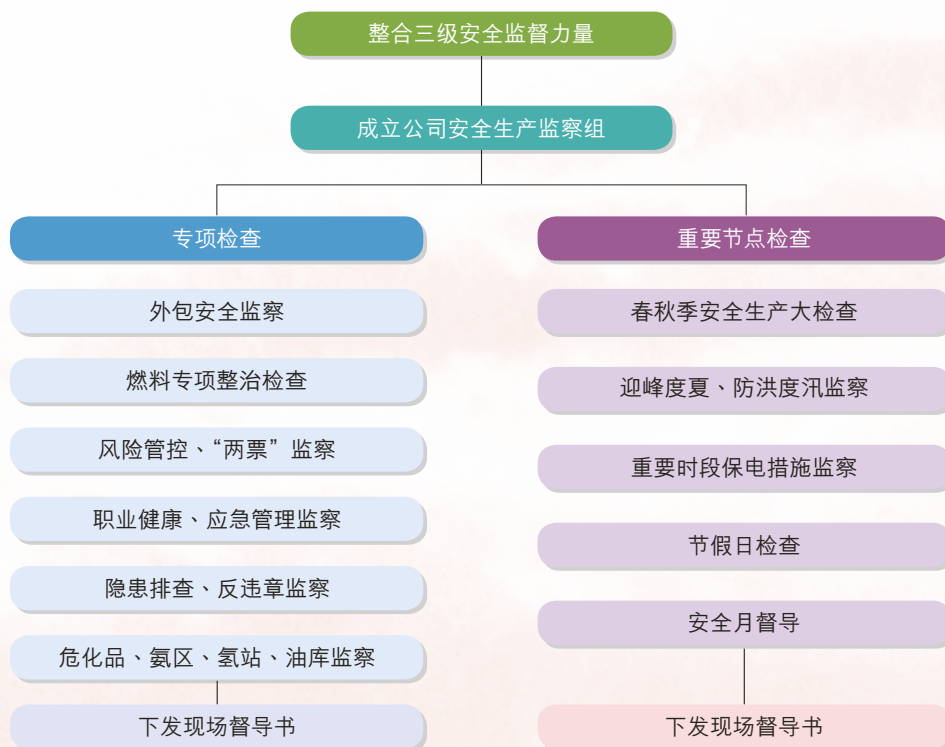 整合三级安全监督力量
成立公司安全生产监察组
专项检查
外包安全监察
燃料专项整治检查
风险管控、“两票”监察
职业健康、应急管理监察
隐患排查、反违章监察
危化品、氨区、氢站、油库监察
下发现场督导书
重要节点检查
春秋季安全生产大检查
迎峰度夏、防洪度汛监察
重要时段保电措施监察
节假日检查
安全月督导
下发现场督导书